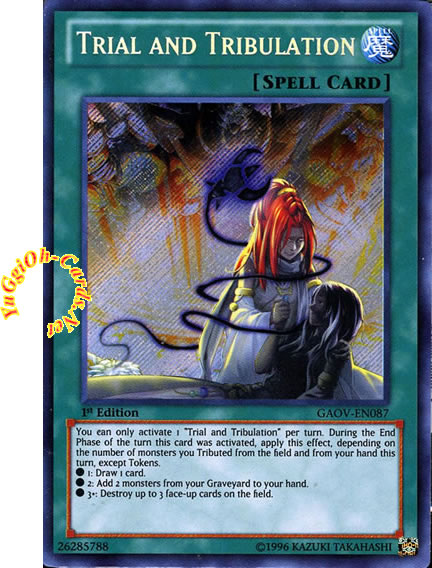 TRIAL AND TRIBULATION
魔
[SPELL CARD]
YuGgiOh-Cards.Net
1st Edition
GAOV-EN087
You can only activate 1 "Trial and Tribulation" per turn. During the End
Phase of the turn this card was activated, apply this effect, depending
on the number of monsters you Tributed from the field and from your hand this
turn, except Tokens.
● 1: Draw 1 card.
● 2: Add 2 monsters from your Graveyard to your hand.
● 3+: Destroy up to 3 face-up cards on the field.
26285788
©1996 KAZUKI TAKAHASHI